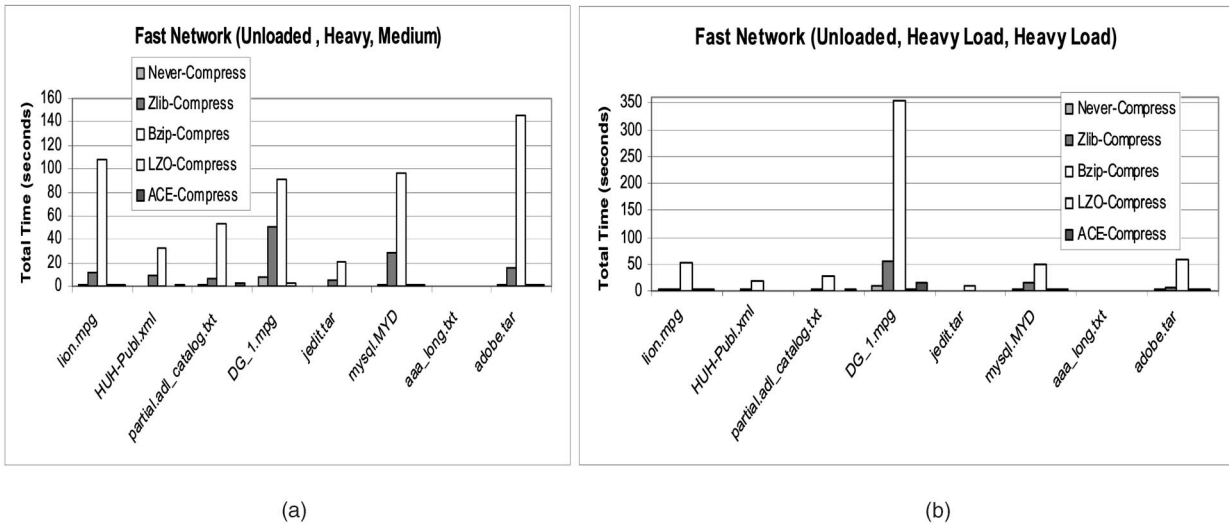 Fast Network (Unloaded , Heavy, Medium)
Never-Compress
Zlib-Compress
Bzip-Compres
LZO-Compress
ACE-Compress
Total Time (seconds)
160
140
120
100
80
60
40
20
0
lion.mpg
HUH-Publ.xml
partial.adl_catalog.txt
DG_1.mpg
jedit.tar
mysql.MYD
aaa_long.txt
adobe.tar
(a)
Fast Network (Unloaded, Heavy Load, Heavy Load)
Never-Compress
Zlib-Compress
Bzip-Compres
LZO-Compress
ACE-Compress
Total Time (seconds)
350
300
250
200
150
100
50
0
lion.mpg
HUH-Publ.xml
partial.adl_catalog.txt
DG_1.mpg
jedit.tar
mysql.MYD
aaa_long.txt
adobe.tar
(b)